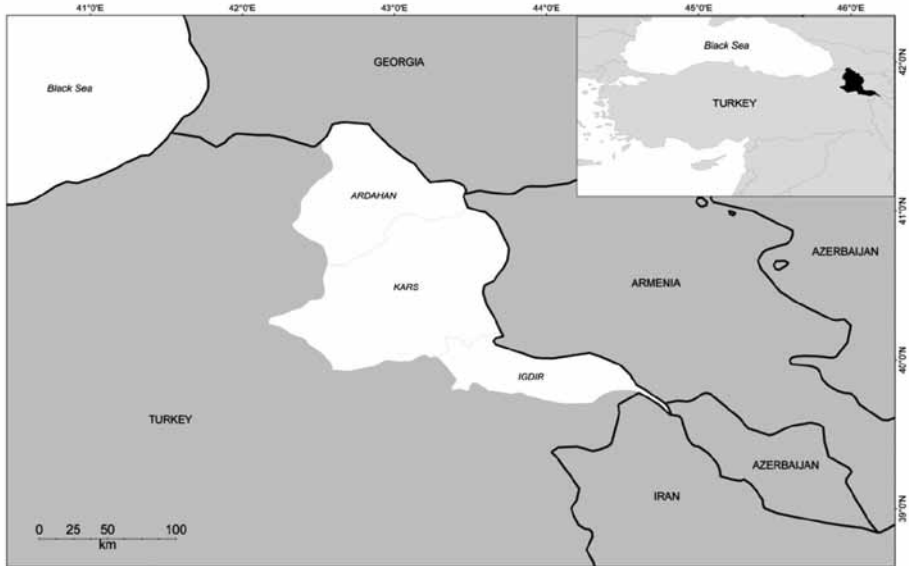 41°0'E 42°0'E 43°0'E 44°0'E 45°0'E 46°0'E
Black Sea
GEORGIA
Black Sea
TURKEY
42°0'N
ARDAHAN
41°0'N
AZERBAIJAN
KARS
ARMENIA
40°0'N
IGDIR
TURKEY
AZERBAIJAN
IRAN
39°0'N
0 25 50 100
km